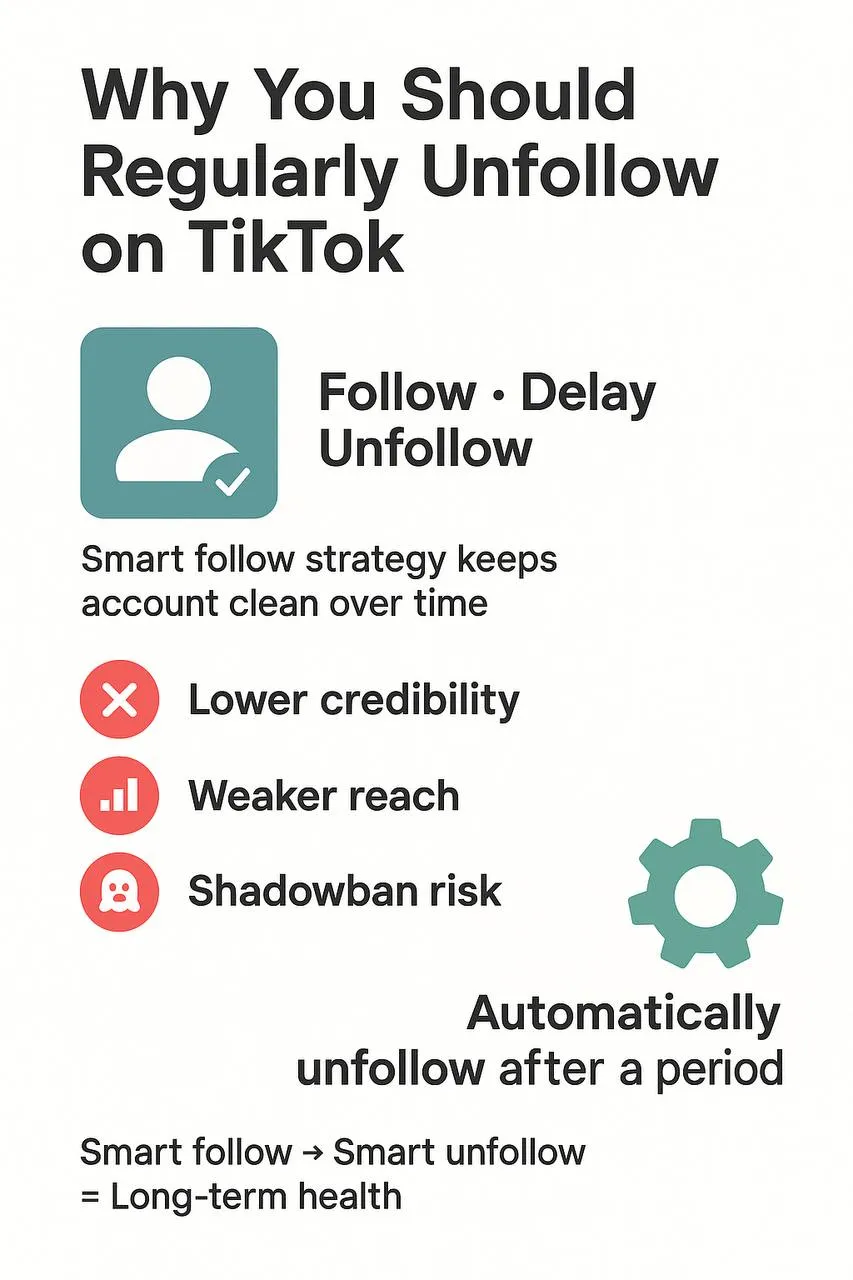 Why You Should
Regularly Unfollow
on TikTok
Follow • Delay
Unfollow
Smart follow strategy keeps
account clean over time
Lower credibility
Weaker reach
Shadowban risk
Automatically
unfollow after a period
Smart follow → Smart unfollow
= Long-term health